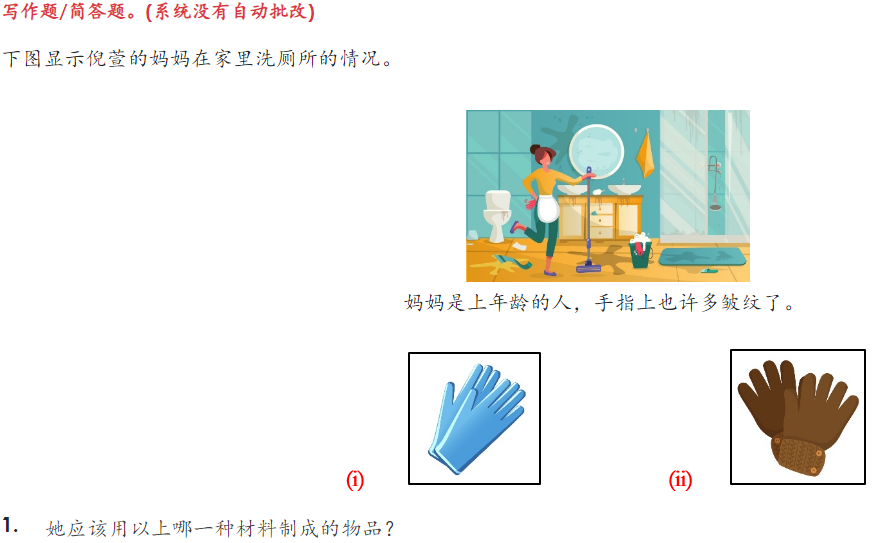 写作题/简答题。(系统没有自动批改)
下图显示倪萱的妈妈在家里洗厕所的情况。
妈妈是上年龄的人，手指上也许多皱纹了。
(i) (ii)
1. 她应该用以上哪一种材料制成的物品？